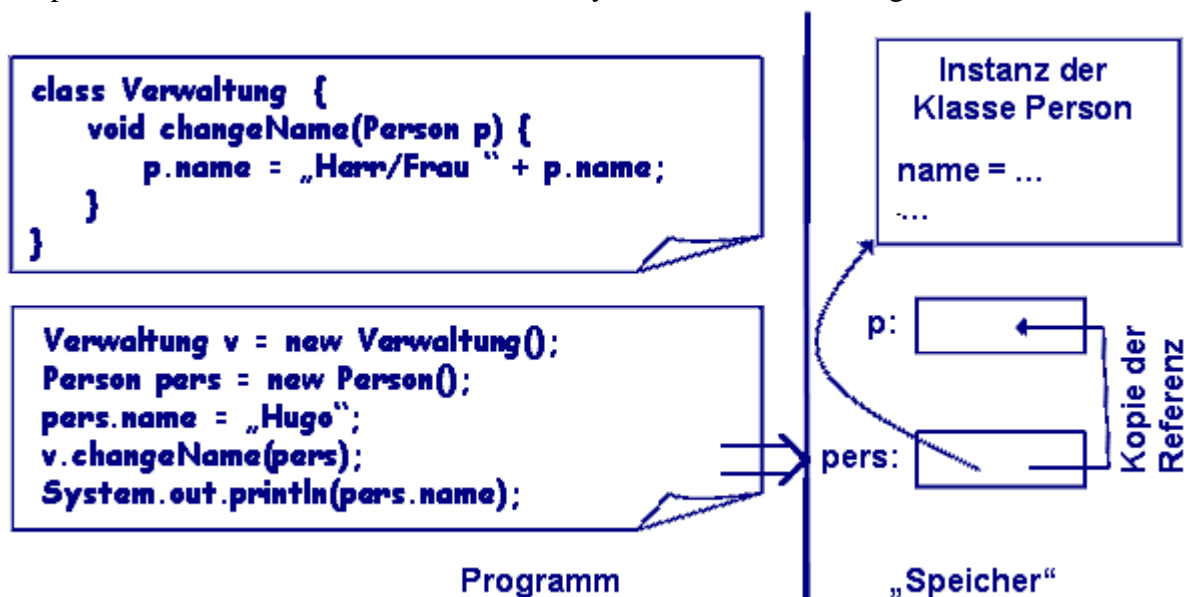 class Verwaltung {
void changeName(Person p) {
p.name = „Herr/Frau “ + p.name;
}
}
Verwaltung v = new Verwaltung();
Person pers = new Person();
pers.name = „Hugo“;
v.changeName(pers);
System.out.println(pers.name);
Programm
Instanz der
Klasse Person
name = ...
...
p:
pers:
Kopie der
Referenz
„Speicher“